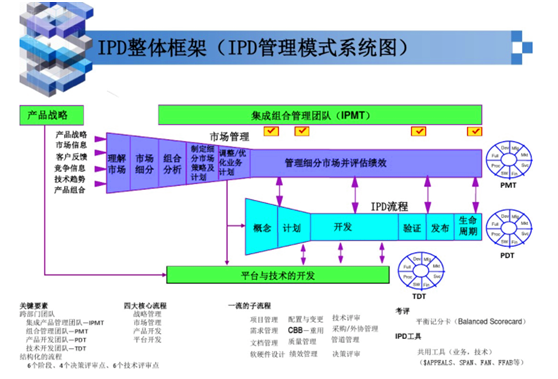 IPD整体框架（IPD管理模式系统图）
产品战略
集成组合管理团队（IPMT）
市场管理
产品战略
市场信息
客户反馈
竞争信息
技术趋势
产品组合
理解
市场
市场
细分
组合
分析
制定细
分市场
策略及
计划
调整/优
化业务
计划
管理细分市场并评估绩效
PMT
IPD流程
概念
计划
开发
验证
发布
生命
周期
PDT
平台与技术的开发
TDT
关键要素
跨部门团队
集成产品管理团队—IPMT
组合管理团队—PMT
产品开发团队—PDT
技术开发团队—TDT
结构化的流程
6个阶段，4个决策评审点，6个技术评审点
四大核心流程
战略管理
市场管理
产品开发
平台开发
一流的子流程
项目管理 配置与变更 技术评审
需求管理 CBB—重用 采购/外协管理
文档管理 质量管理 管道管理
软硬件设计 绩效管理 决策评审
考评
平衡记分卡（Balanced Scorecard）
IPD工具
共用工具（业务，技术）
（$APPEALS、SPAN、FAN、FFAB等）